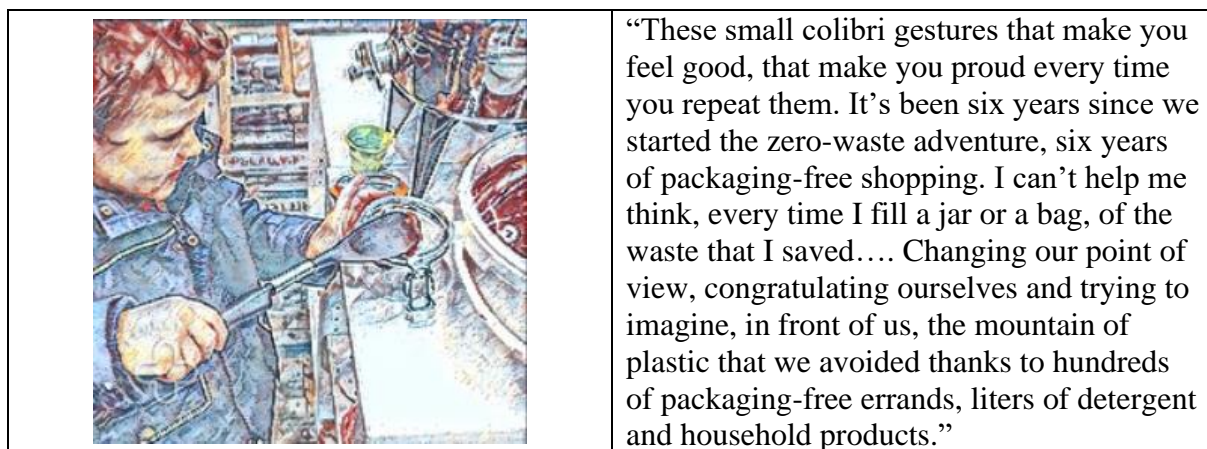 “These small colibri gestures that make you
feel good, that make you proud every time
you repeat them. It’s been six years since we
started the zero-waste adventure, six years
of packaging-free shopping. I can’t help me
think, every time I fill a jar or a bag, of the
waste that I saved…. Changing our point of
view, congratulating ourselves and trying to
imagine, in front of us, the mountain of
plastic that we avoided thanks to hundreds
of packaging-free errands, liters of detergent
and household products.”